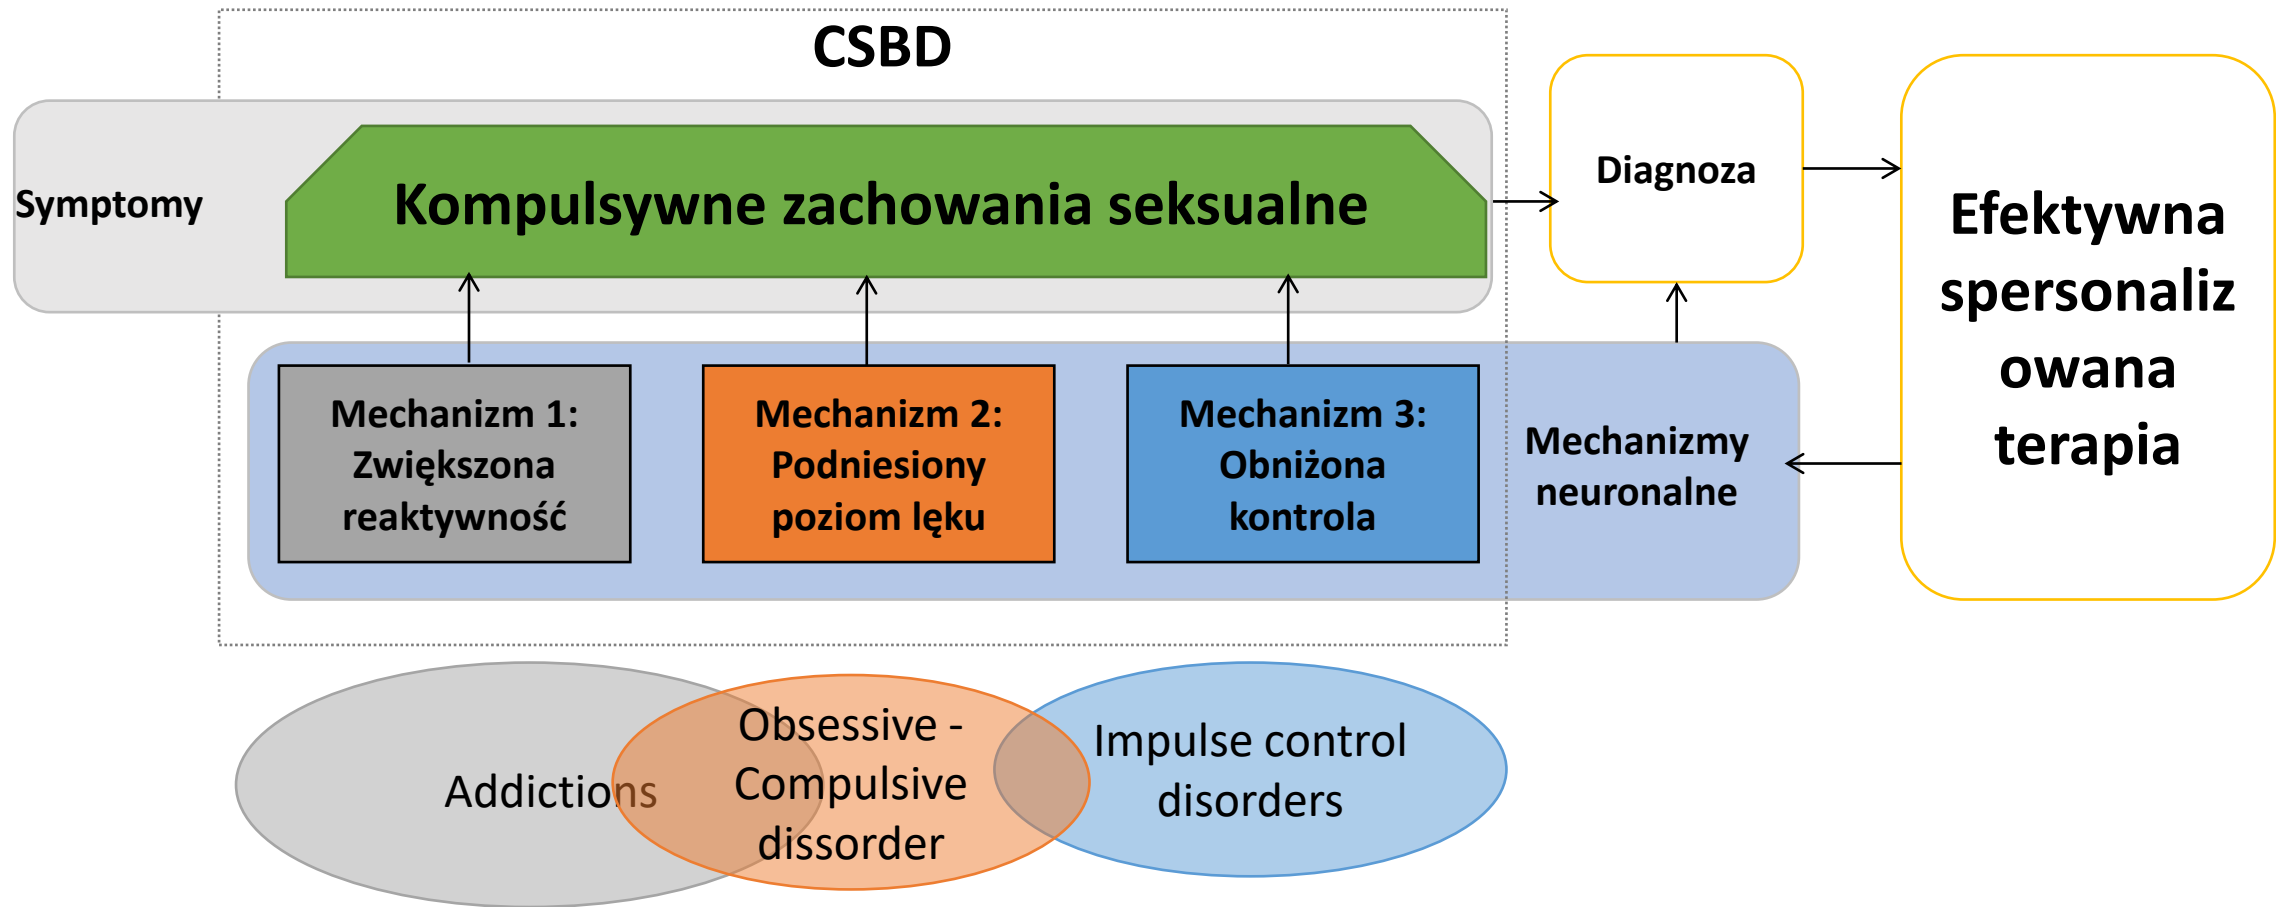 CSBD
Symptomy
Kompulsywne zachowania seksualne
Diagnoza
Efektywna
spersonaliz
owana
terapia
Mechanizm 1:
Zwiększona
reaktywność
Mechanizm 2:
Podniesiony
poziom lęku
Mechanizm 3:
Obniżona
kontrola
Mechanizmy
neuronalne
Addictions
Obsessive -
Compulsive
dissorder
Impulse control
disorders